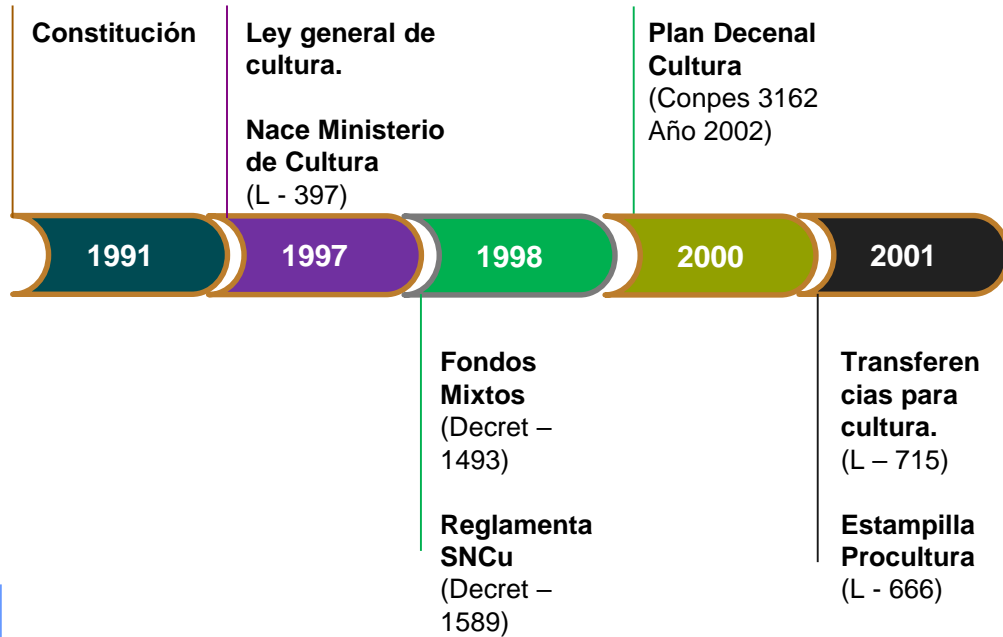 Constitución
Ley general de
cultura.
Nace Ministerio
de Cultura
(L - 397)
Plan Decenal
Cultura
(Conpes 3162
Año 2002)
1991
1997
1998
2000
2001
Fondos
Mixtos
(Decret –
1493)
Reglamenta
SNCu
(Decret –
1589)
Transferen
cias para
cultura.
(L – 715)
Estampilla
Procultura
(L - 666)